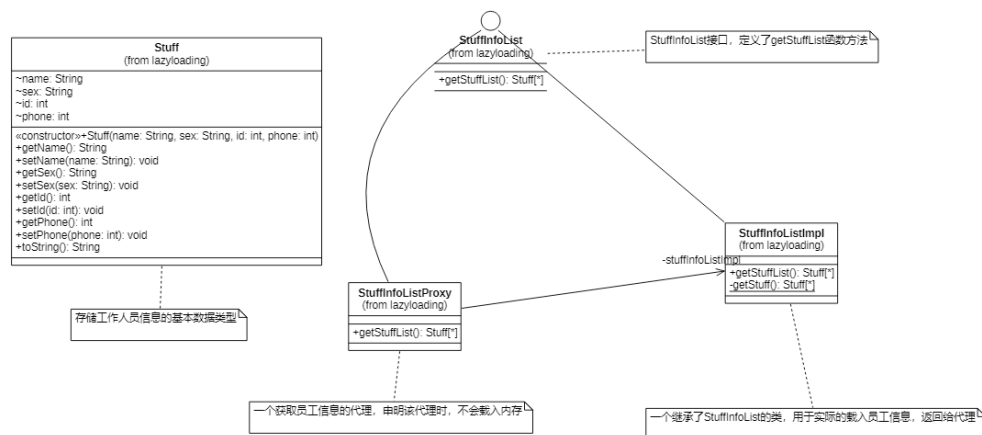 Stuff
(from lazyloading)
~name: String
~sex: String
~id: int
~phone: int
«constructor»+Stuff(name: String, sex: String, id: int, phone: int)
+getName(): String
+setName(name: String): void
+getSex(): String
+setSex(sex: String): void
+getId(): int
+setId(id: int): void
+getPhone(): int
+setPhone(phone: int): void
+toString(): String
存储工作人员信息的基本数据类型
StuffInfoList
(from lazyloading)
+getStuffList(): Stuff[*]
StuffInfoList接口，定义了getStuffList函数方法
StuffInfoListProxy
(from lazyloading)
+getStuffList(): Stuff[*]
一个获取员工信息的代理，申明该代理时，不会载入内存
-stuffInfoListImpl
StuffInfoListImpl
(from lazyloading)
+getStuffList(): Stuff[*]
-getStuff(): Stuff[*]
一个继承了StuffInfoList的类，用于实际的载入员工信息，返回给代理